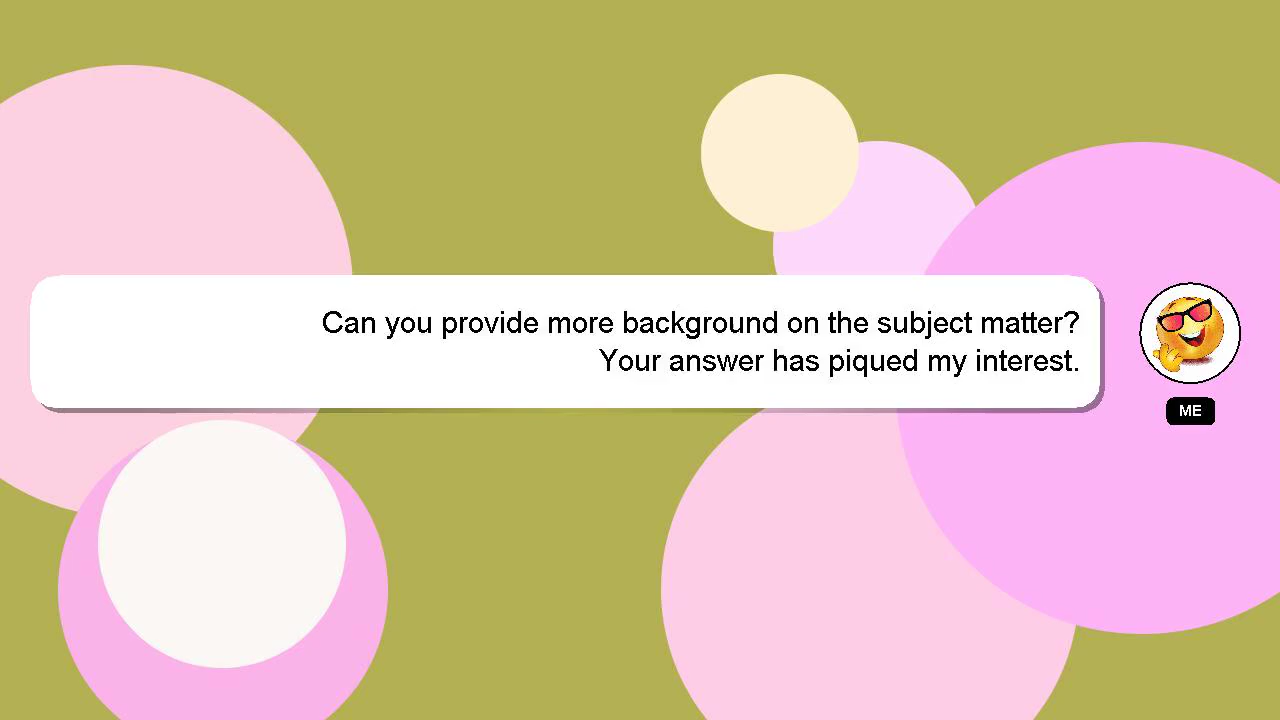 Can you provide more background on the subject matter?
Your answer has piqued my interest.
ME